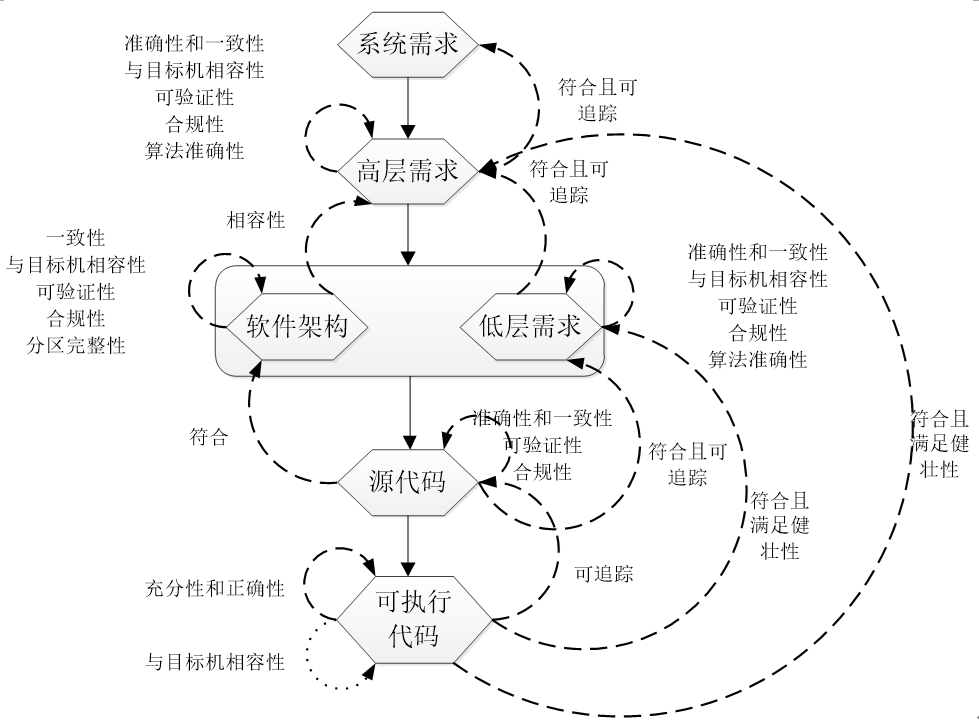 系统需求
准确性和一致性
与目标机相容性
可验证性
合规性
算法准确性
符合且可
追踪
高层需求
符合且可
追踪
相容性
一致性
与目标机相容性
可验证性
合规性
分区完整性
软件架构
低层需求
准确性和一致性
与目标机相容性
可验证性
合规性
算法准确性
符合
准确性和一致性
可验证性
合规性
符合且可
追踪
符合且
满足健
壮性
源代码
符合且
满足健
壮性
可追踪
充分性和正确性
可执行
代码
与目标机相容性